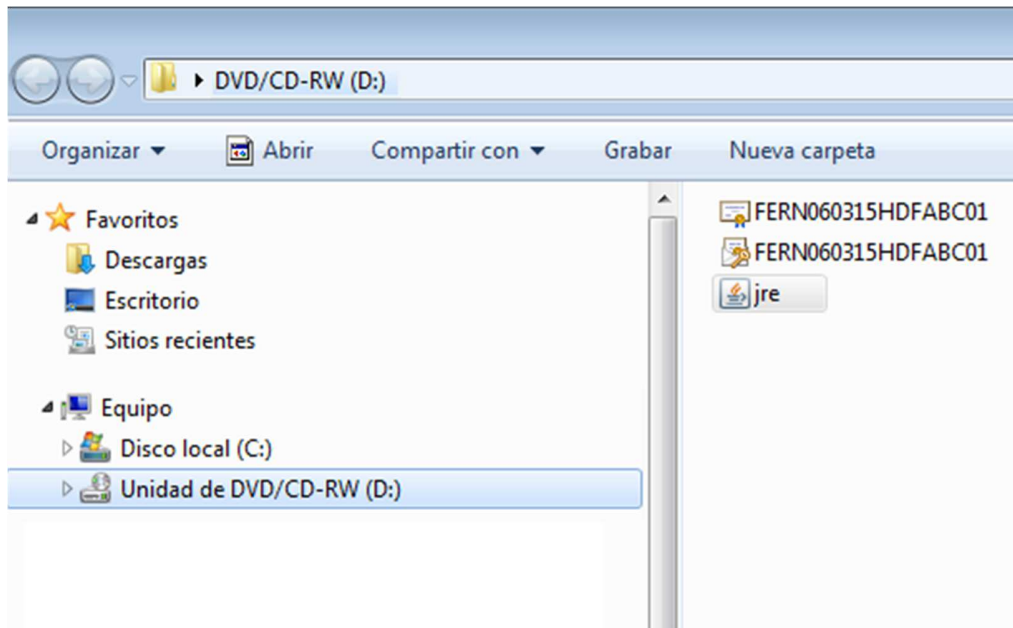 DVD/CD-RW (D:)
Organizar Abrir Compartir con Grabar Nueva carpeta
Favoritos
Descargas
Escritorio
Sitios recientes
Equipo
Disco local (C:)
Unidad de DVD/CD-RW (D:)
FERN060315HDFABC01
FERN060315HDFABC01
jre